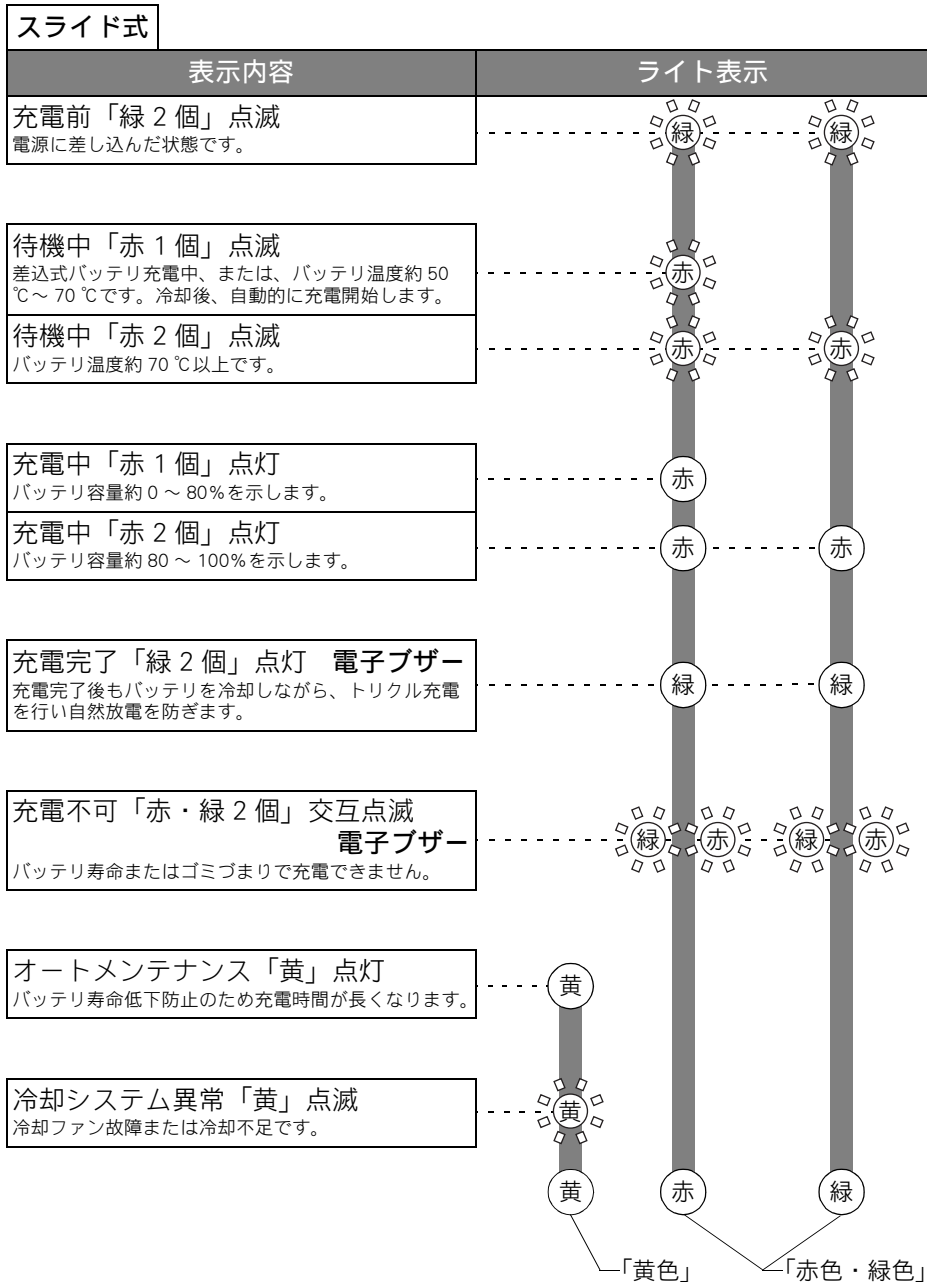 スライド式
表示内容 ライト表示
充電前「緑 2 個」点滅
電源に差し込んだ状態です。
緑 緑
待機中「赤 1 個」点滅
差込式バッテリ充電中、または、バッテリ温度約 50
℃～ 70 ℃です。冷却後、自動的に充電開始します。
赤
待機中「赤 2 個」点滅
バッテリ温度約 70 ℃以上です。
赤 赤
充電中「赤 1 個」点灯
バッテリ容量約 0 ～ 80%を示します。
赤
充電中「赤 2 個」点灯
バッテリ容量約 80 ～ 100%を示します。
赤 赤
充電完了「緑 2 個」点灯 電子ブザー
充電完了後もバッテリを冷却しながら、トリクル充電
を行い自然放電を防ぎます。
緑 緑
充電不可「赤・緑 2 個」交互点滅
電子ブザー
バッテリ寿命またはゴミづまりで充電できません。
緑 赤 緑 赤
オートメンテナンス「黄」点灯
バッテリ寿命低下防止のため充電時間が長くなります。
黄
冷却システム異常「黄」点滅
冷却ファン故障または冷却不足です。
黄
黄 赤 緑
「黄色」 「赤色・緑色」